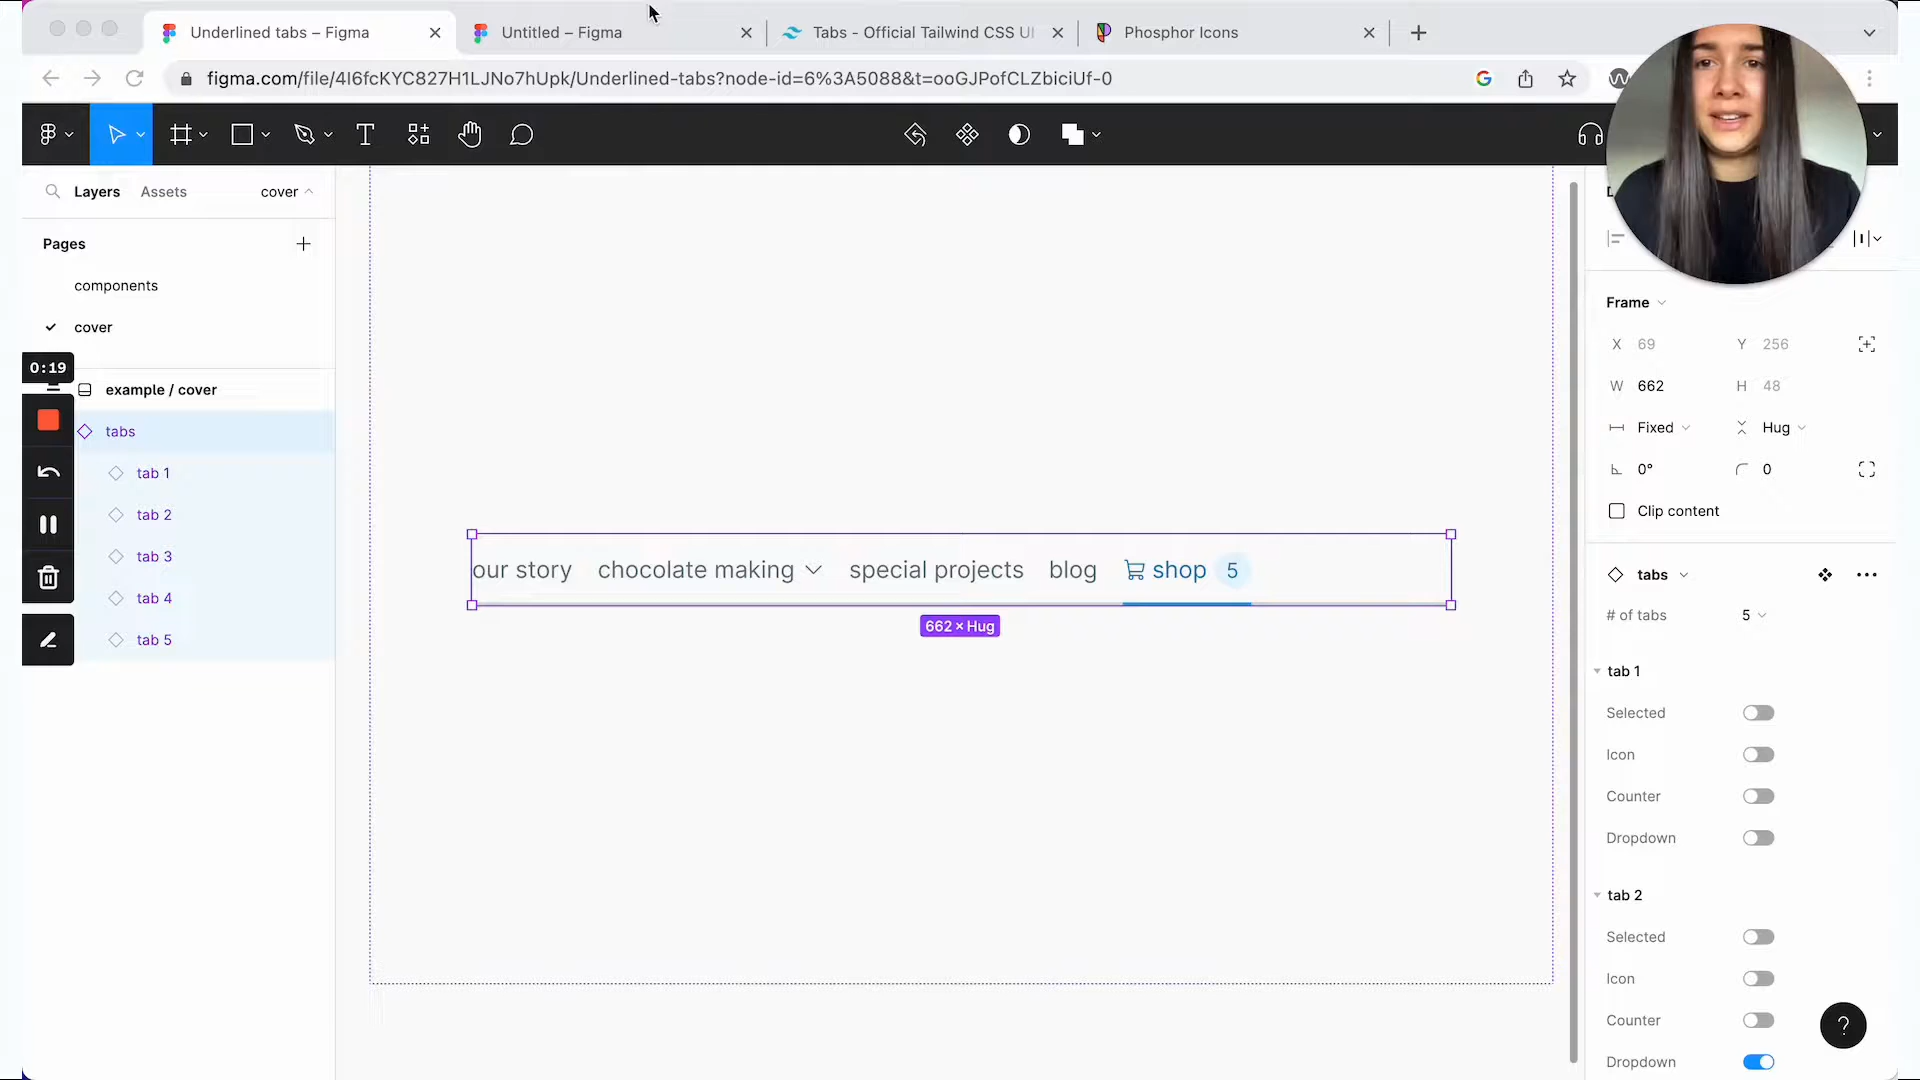 Underlined tabs – Figma
Untitled – Figma
Tabs - Official Tailwind CSS UI
Phosphor Icons
figma.com/file/4I6fcKYC827H1LJNo7hUpk/Underlined-tabs?node-id=6%3A5088&t=ooGJPofCLZbiciUf-0
Layers
Assets
cover
Pages
components
cover
0:19
example / cover
tabs
tab 1
tab 2
tab 3
tab 4
tab 5
our story
chocolate making
special projects
blog
shop
5
662 × Hug
Frame
X 69
Y 256
W 662
H 48
Fixed
Hug
0°
0
Clip content
tabs
# of tabs
5
tab 1
Selected
Icon
Counter
Dropdown
tab 2
Selected
Icon
Counter
Dropdown
?